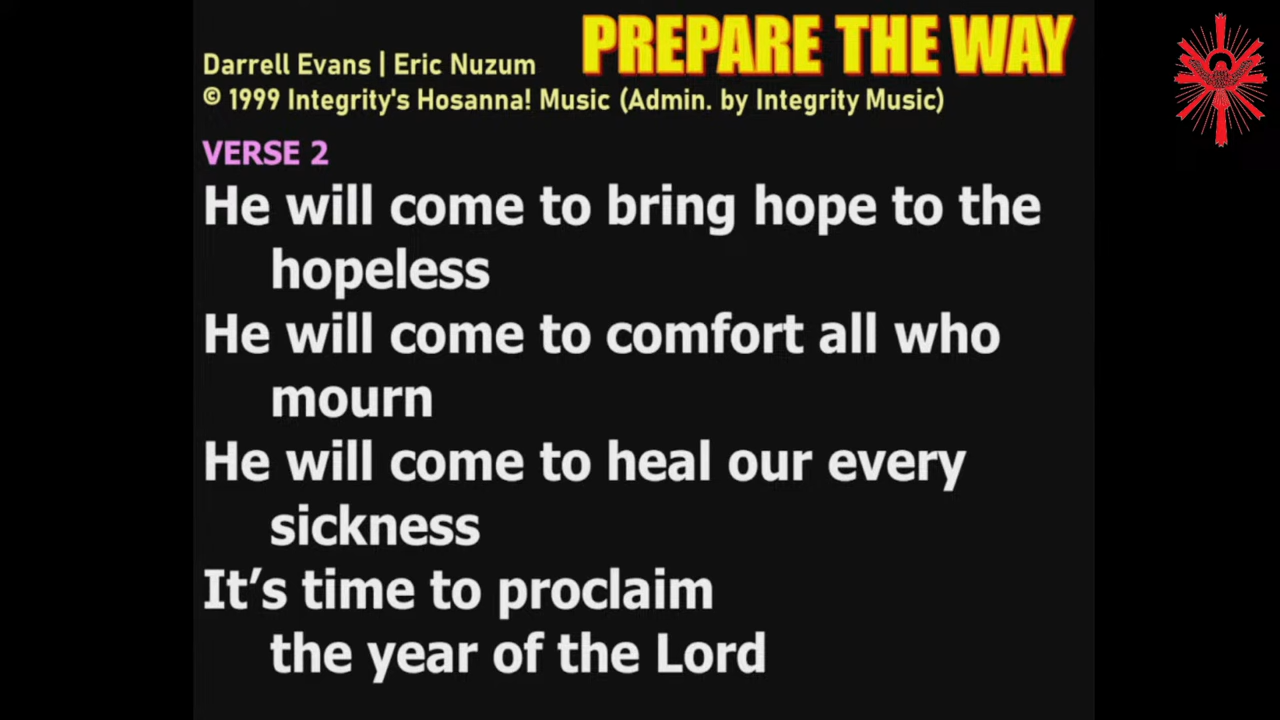 PREPARE THE WAY
Darrell Evans | Eric Nuzum
© 1999 Integrity's Hosanna! Music (Admin. by Integrity Music)
VERSE 2
He will come to bring hope to the
hopeless
He will come to comfort all who
mourn
He will come to heal our every
sickness
It’s time to proclaim
the year of the Lord